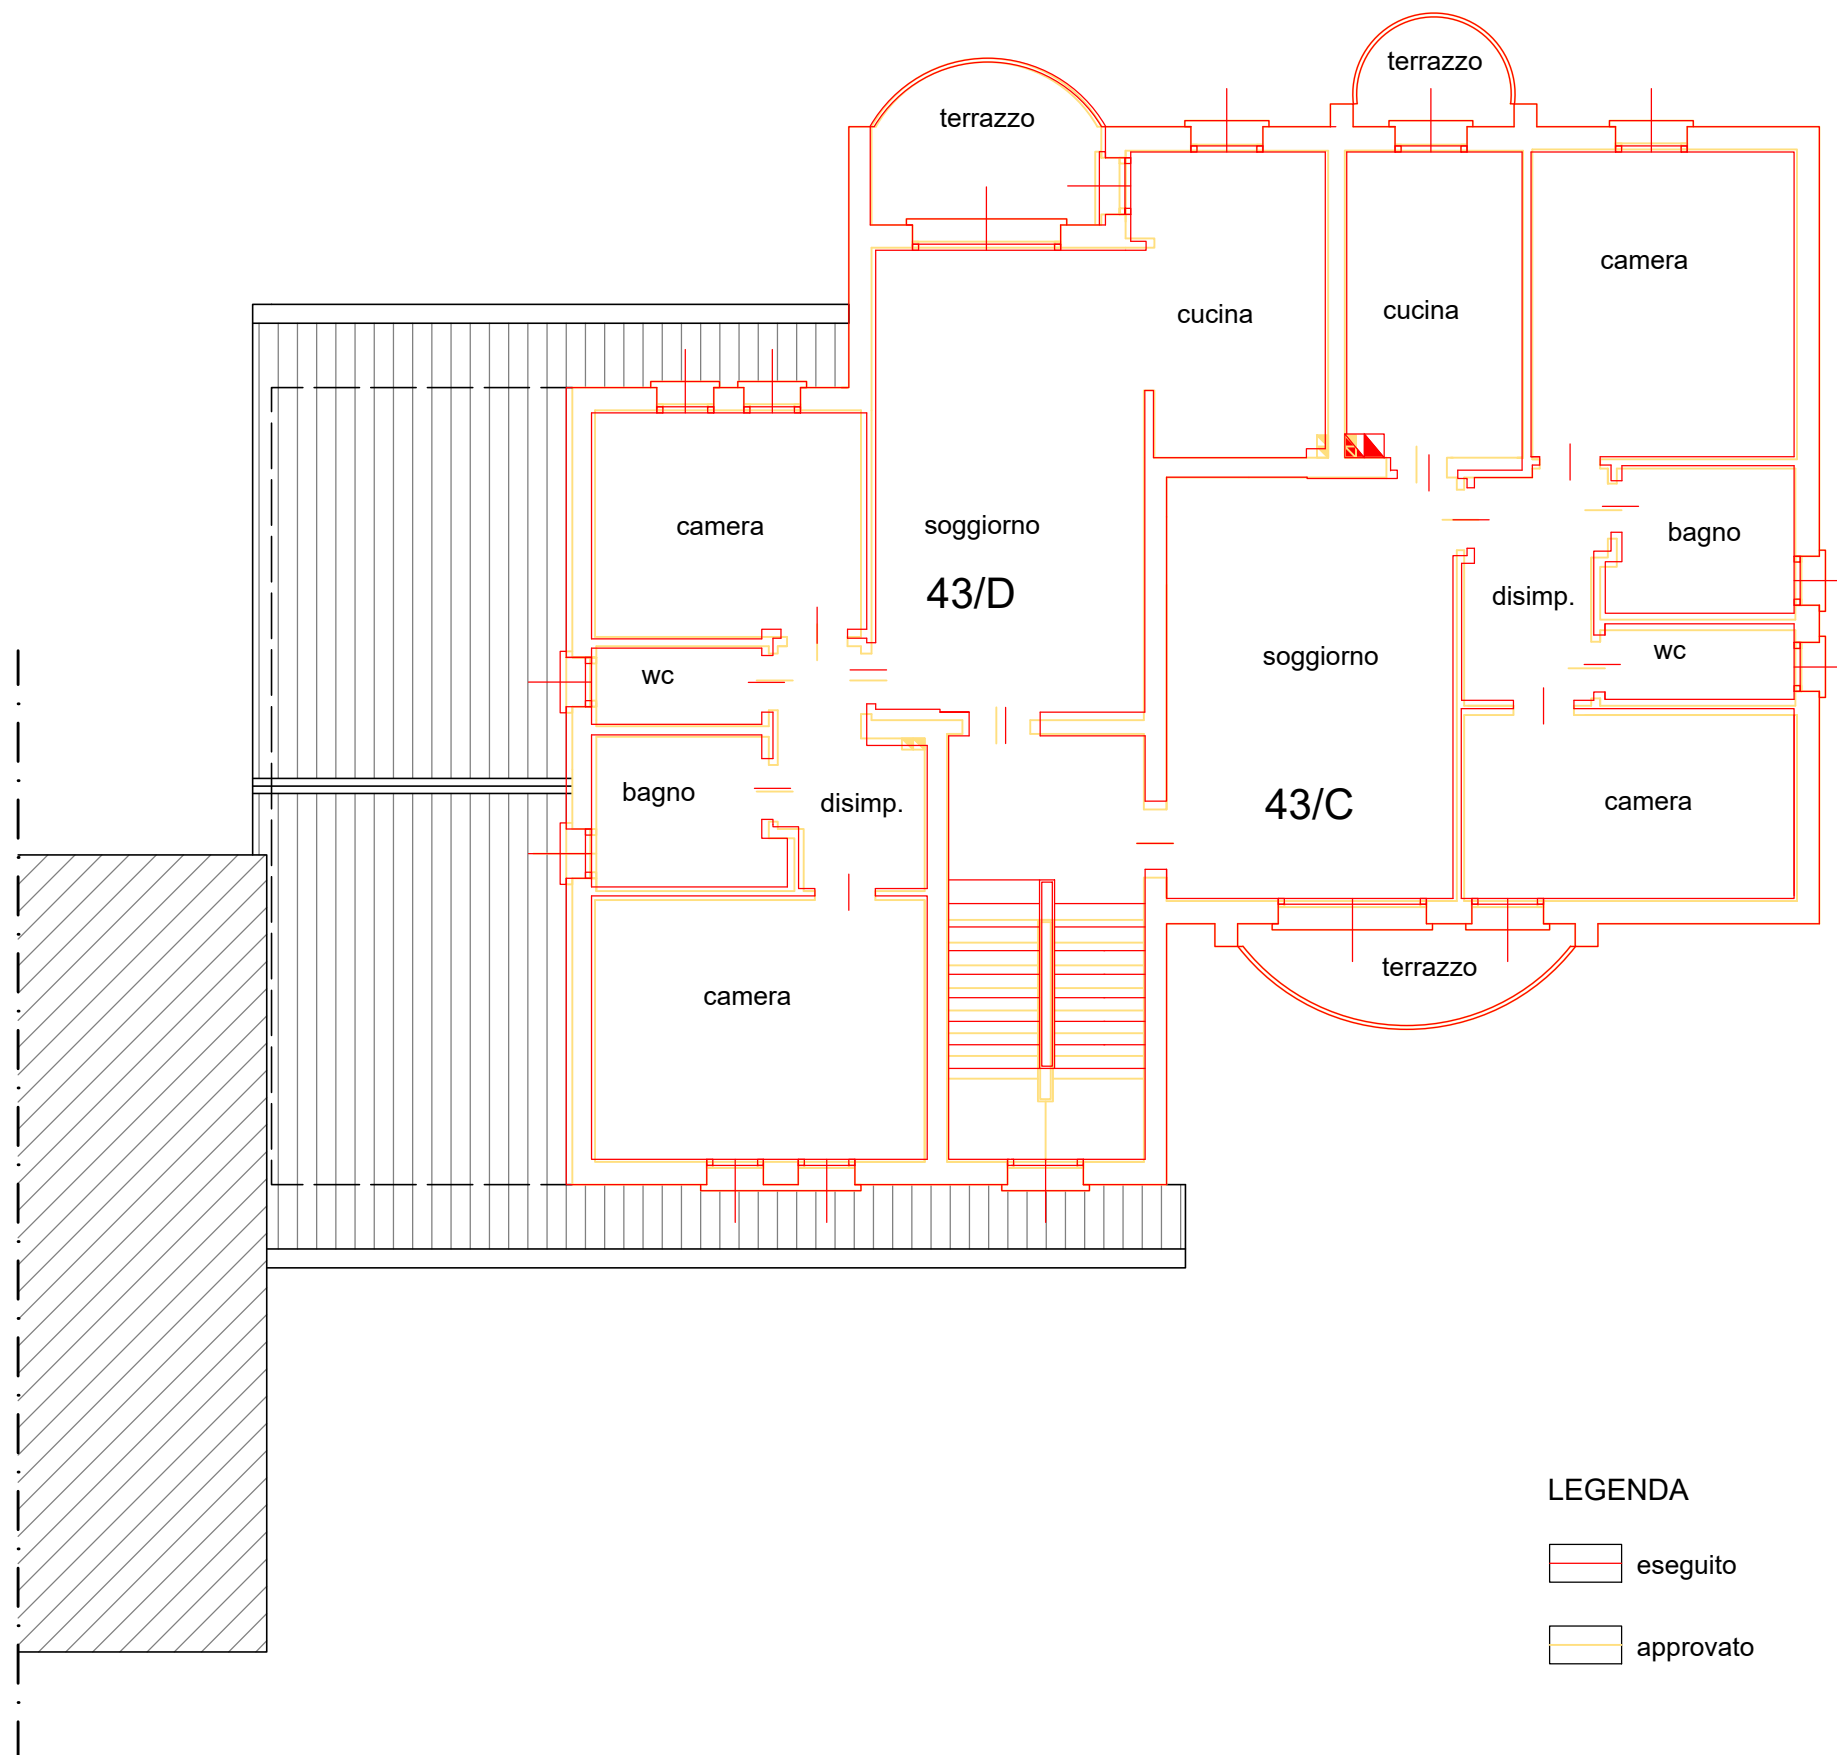 terrazzo
terrazzo
camera
cucina
cucina
camera
soggiorno
bagno
43/D
disimp.
soggiorno
wc
wc
bagno
disimp.
43/C
camera
camera
terrazzo
LEGENDA
eseguito
approvato